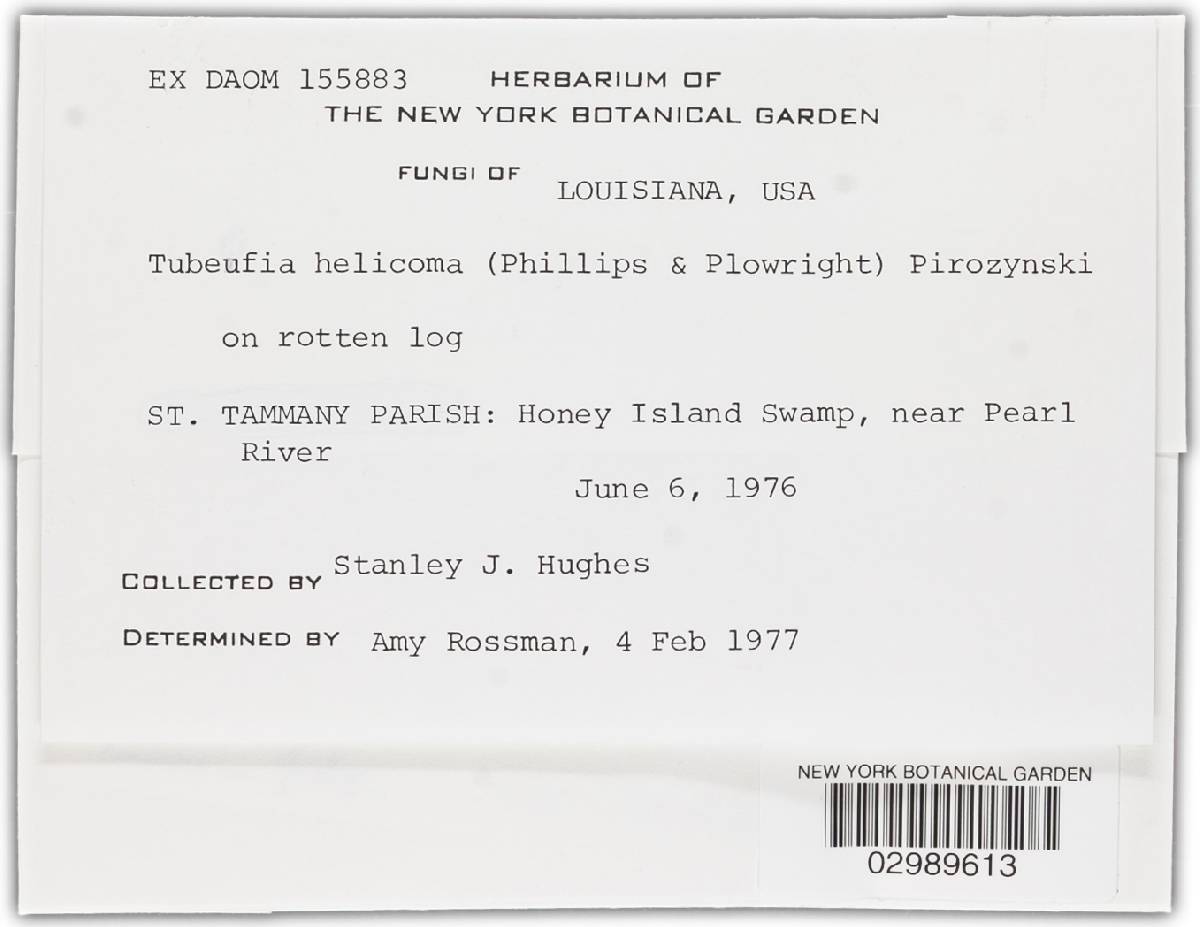 EX DAOM 155883 HERBARIUM OF
THE NEW YORK BOTANICAL GARDEN
FUNGI OF LOUISIANA, USA
Tubeufia helicoma (Phillips & Plowright) Pirozynski
on rotten log
ST. TAMMANY PARISH: Honey Island Swamp, near Pearl
River
June 6, 1976
COLLECTED BY Stanley J. Hughes
DETERMINED BY Amy Rossman, 4 Feb 1977
NEW YORK BOTANICAL GARDEN
02989613